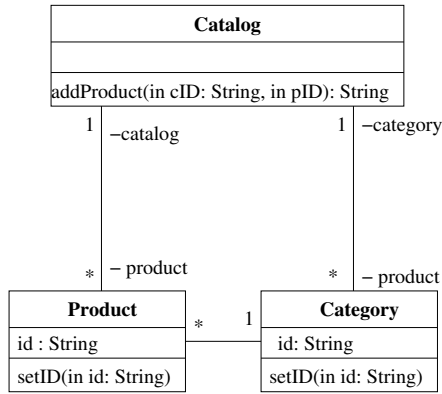 Catalog
addProduct(in cID: String, in pID): String
1 −catalog
1 −category
* − product
* − product
Product
id : String
setID(in id: String)
* 1
Category
id: String
setID(in id: String)